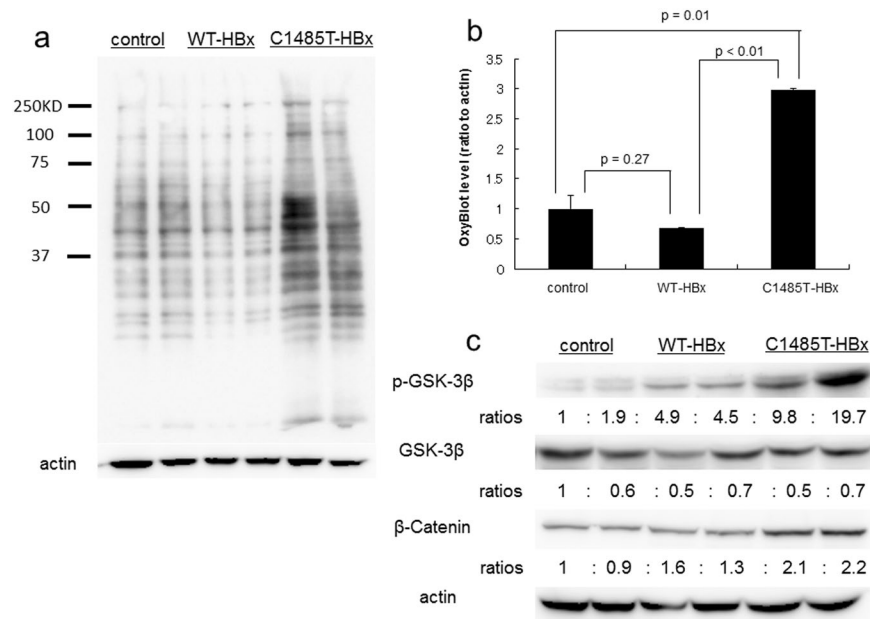 a
control WT-HBx C1485T-HBx
250KD
100
75
50
37
actin
b
p = 0.01
p < 0.01
p = 0.27
OxyBlot level (ratio to actin)
3.5
3
2.5
2
1.5
1
0.5
0
control WT-HBx C1485T-HBx
c
control WT-HBx C1485T-HBx
p-GSK-3β
ratios 1 : 1.9 : 4.9 : 4.5 : 9.8 : 19.7
GSK-3β
ratios 1 : 0.6 : 0.5 : 0.7 : 0.5 : 0.7
β-Catenin
ratios 1 : 0.9 : 1.6 : 1.3 : 2.1 : 2.2
actin